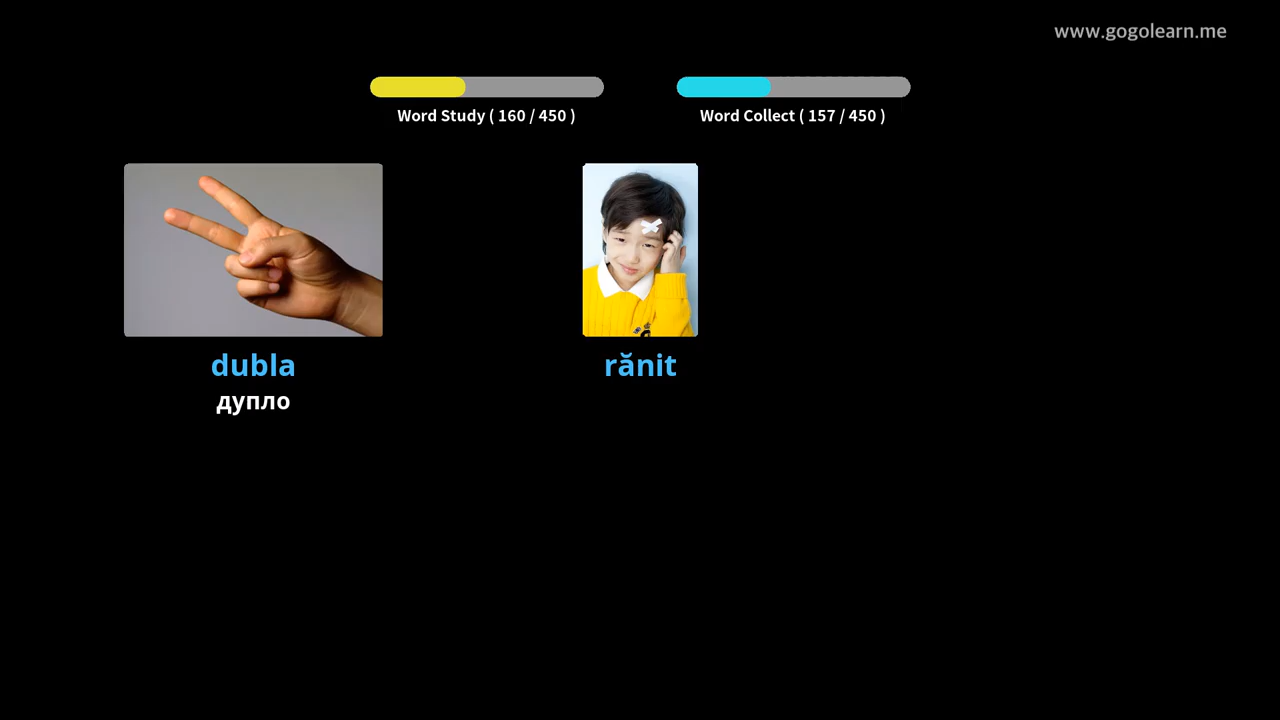 www.gogolearn.me
Word Study ( 160 / 450 )
Word Collect ( 157 / 450 )
dubla
дупло
rănit